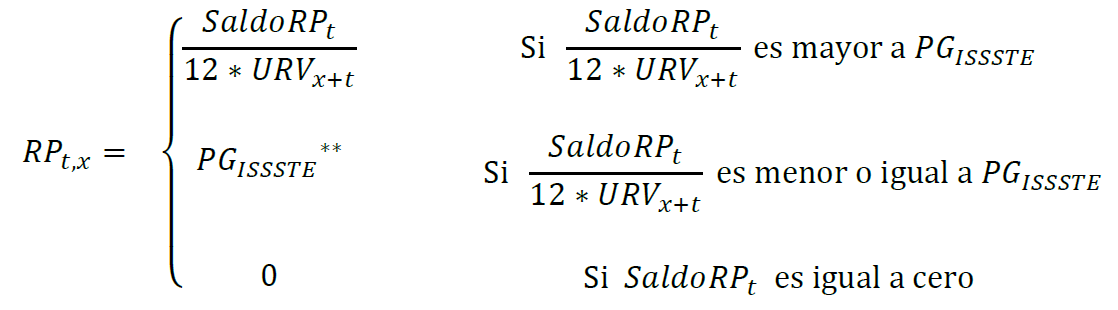 SaldoRP_t / 12 * URV_{x+t} Si SaldoRP_t / 12 * URV_{x+t} es mayor a PG_{ISSSTE}
RP_{t,x} = { PG_{ISSSTE}** Si SaldoRP_t / 12 * URV_{x+t} es menor o igual a PG_{ISSSTE}
0 Si SaldoRP_t es igual a cero